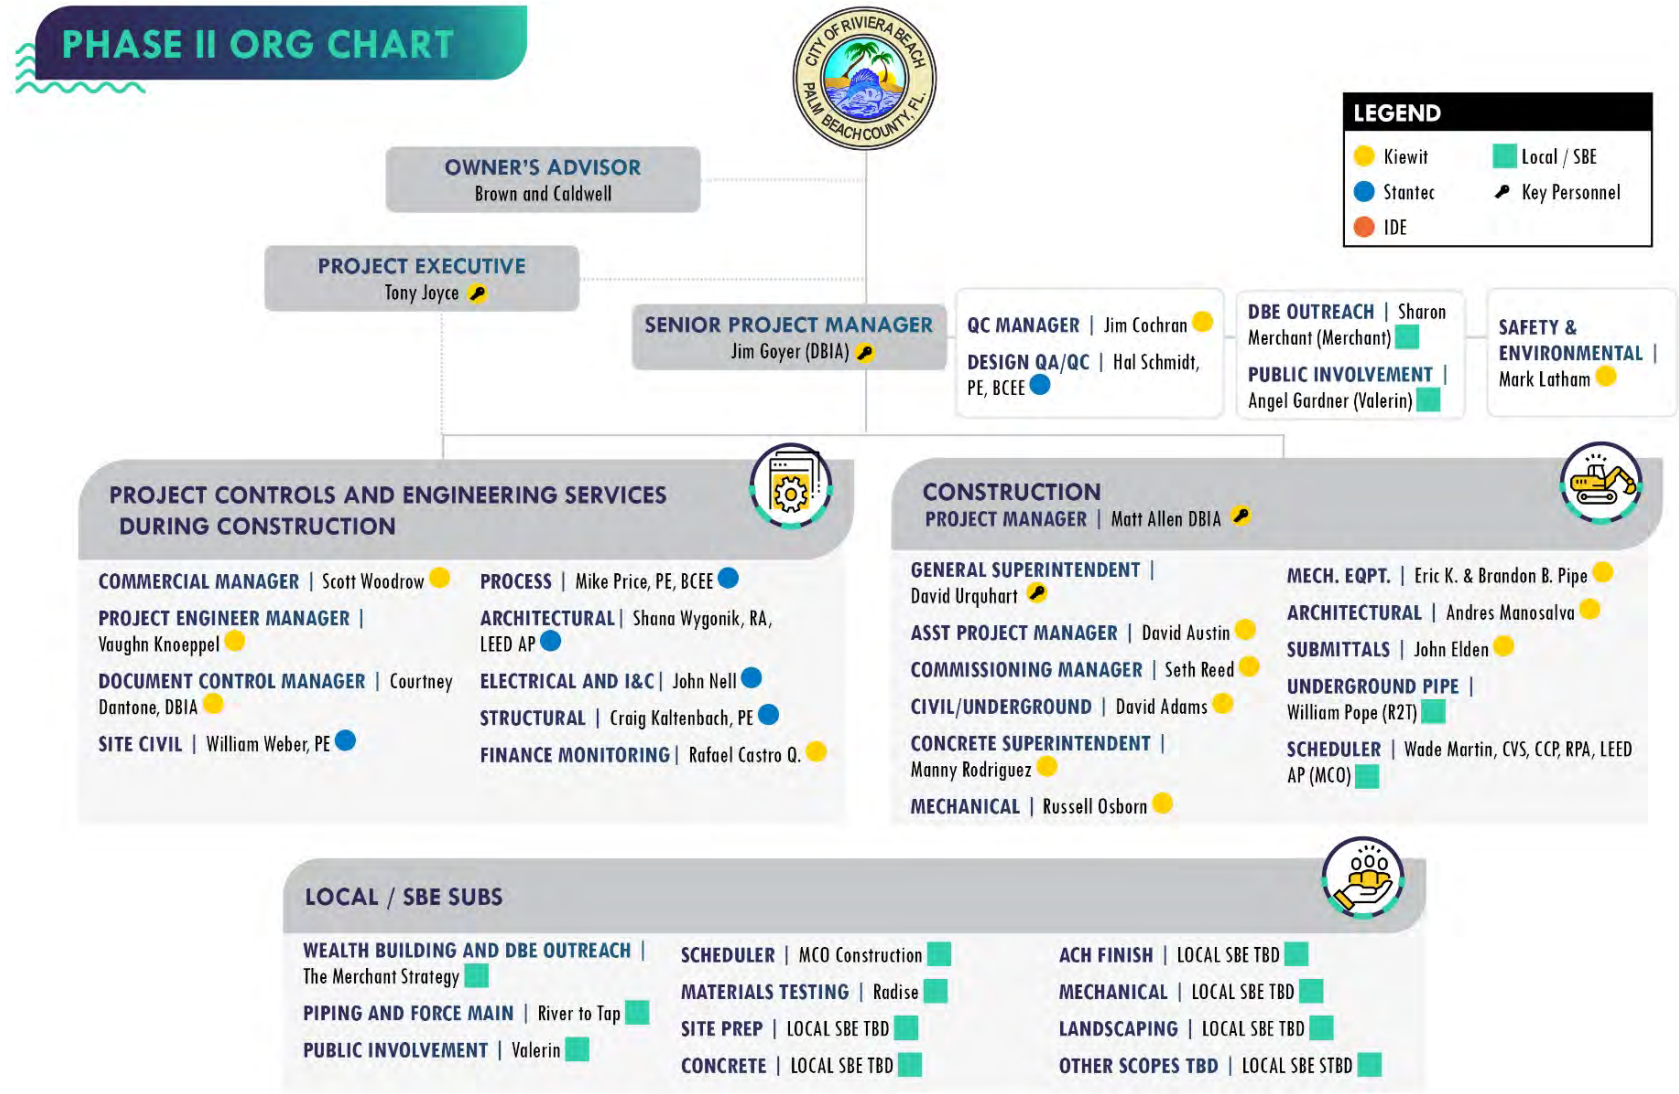 PHASE II ORG CHART
CITY OF RIVIERA BEACH
PALM BEACH COUNTY, FL.
LEGEND
Kiewit
Local / SBE
Stantec
Key Personnel
IDE
OWNER'S ADVISOR
Brown and Caldwell
PROJECT EXECUTIVE
Tony Joyce
SENIOR PROJECT MANAGER
Jim Goyer (DBIA)
QC MANAGER | Jim Cochran
DESIGN QA/QC | Hal Schmidt,
PE, BCEE
DBE OUTREACH | Sharon
Merchant (Merchant)
PUBLIC INVOLVEMENT |
Angel Gardner (Valerin)
SAFETY &
ENVIRONMENTAL |
Mark Latham
PROJECT CONTROLS AND ENGINEERING SERVICES
DURING CONSTRUCTION
COMMERCIAL MANAGER | Scott Woodrow
PROJECT ENGINEER MANAGER |
Vaughn Knoeppel
DOCUMENT CONTROL MANAGER | Courtney
Dantone, DBIA
SITE CIVIL | William Weber, PE
PROCESS | Mike Price, PE, BCEE
ARCHITECTURAL | Shana Wygonik, RA,
LEED AP
ELECTRICAL AND I&C | John Nell
STRUCTURAL | Craig Kaltenbach, PE
FINANCE MONITORING | Rafael Castro Q.
CONSTRUCTION
PROJECT MANAGER | Matt Allen DBIA
GENERAL SUPERINTENDENT |
David Urquhart
ASST PROJECT MANAGER | David Austin
COMMISSIONING MANAGER | Seth Reed
CIVIL/UNDERGROUND | David Adams
CONCRETE SUPERINTENDENT |
Manny Rodriguez
MECHANICAL | Russell Osborn
MECH. EQPT. | Eric K. & Brandon B. Pipe
ARCHITECTURAL | Andres Manosalva
SUBMITTALS | John Elden
UNDERGROUND PIPE |
William Pope (R2T)
SCHEDULER | Wade Martin, CVS, CCP, RPA, LEED
AP (MCO)
LOCAL / SBE SUBS
WEALTH BUILDING AND DBE OUTREACH |
The Merchant Strategy
PIPING AND FORCE MAIN | River to Tap
PUBLIC INVOLVEMENT | Valerin
SCHEDULER | MCO Construction
MATERIALS TESTING | Radise
SITE PREP | LOCAL SBE TBD
CONCRETE | LOCAL SBE TBD
ACH FINISH | LOCAL SBE TBD
MECHANICAL | LOCAL SBE TBD
LANDSCAPING | LOCAL SBE TBD
OTHER SCOPES TBD | LOCAL SBE STBD